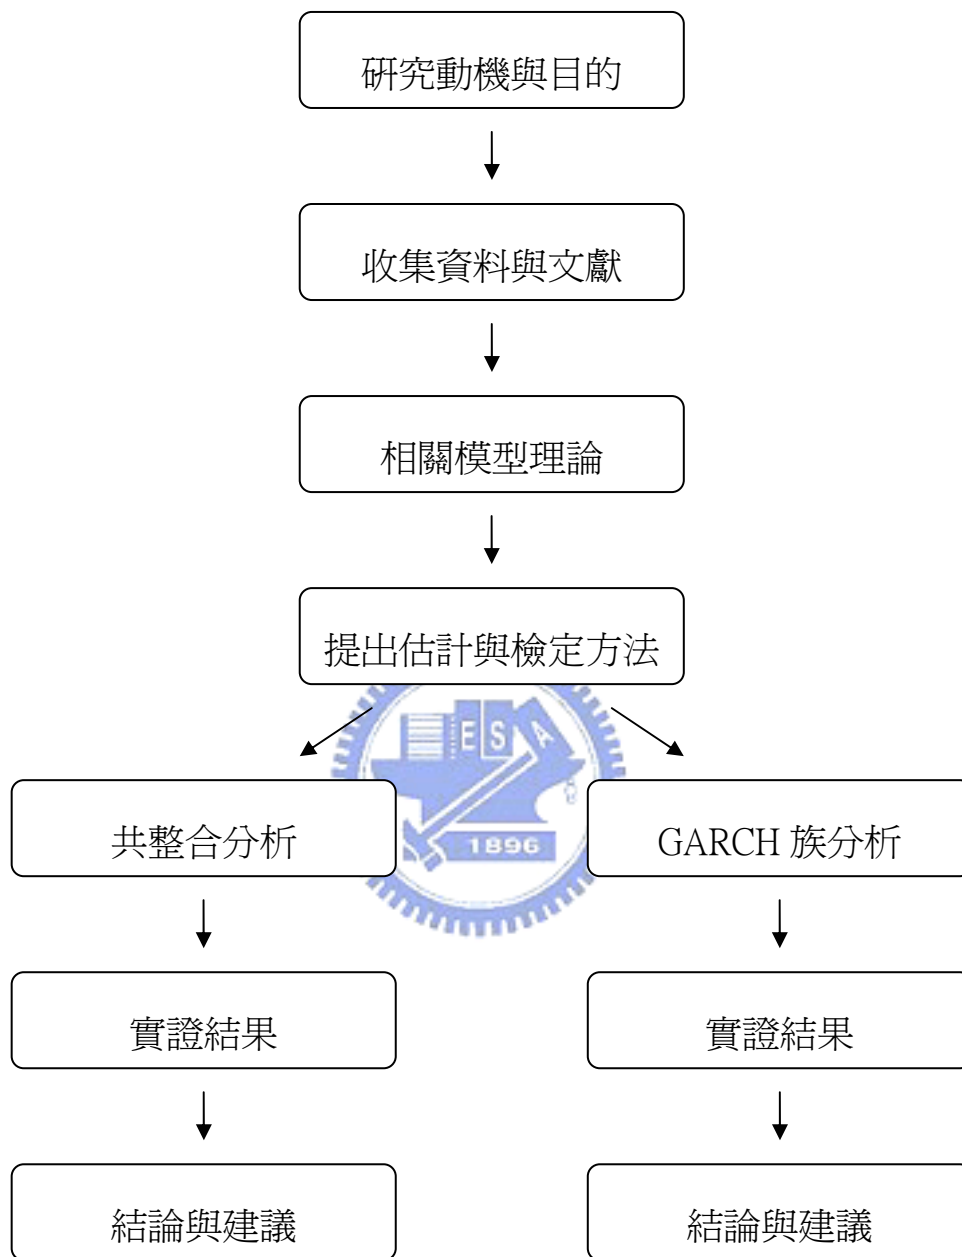 研究動機與目的
收集資料與文獻
相關模型理論
提出估計與檢定方法
E S A
1896
共整合分析
GARCH 族分析
實證結果
實證結果
結論與建議
結論與建議